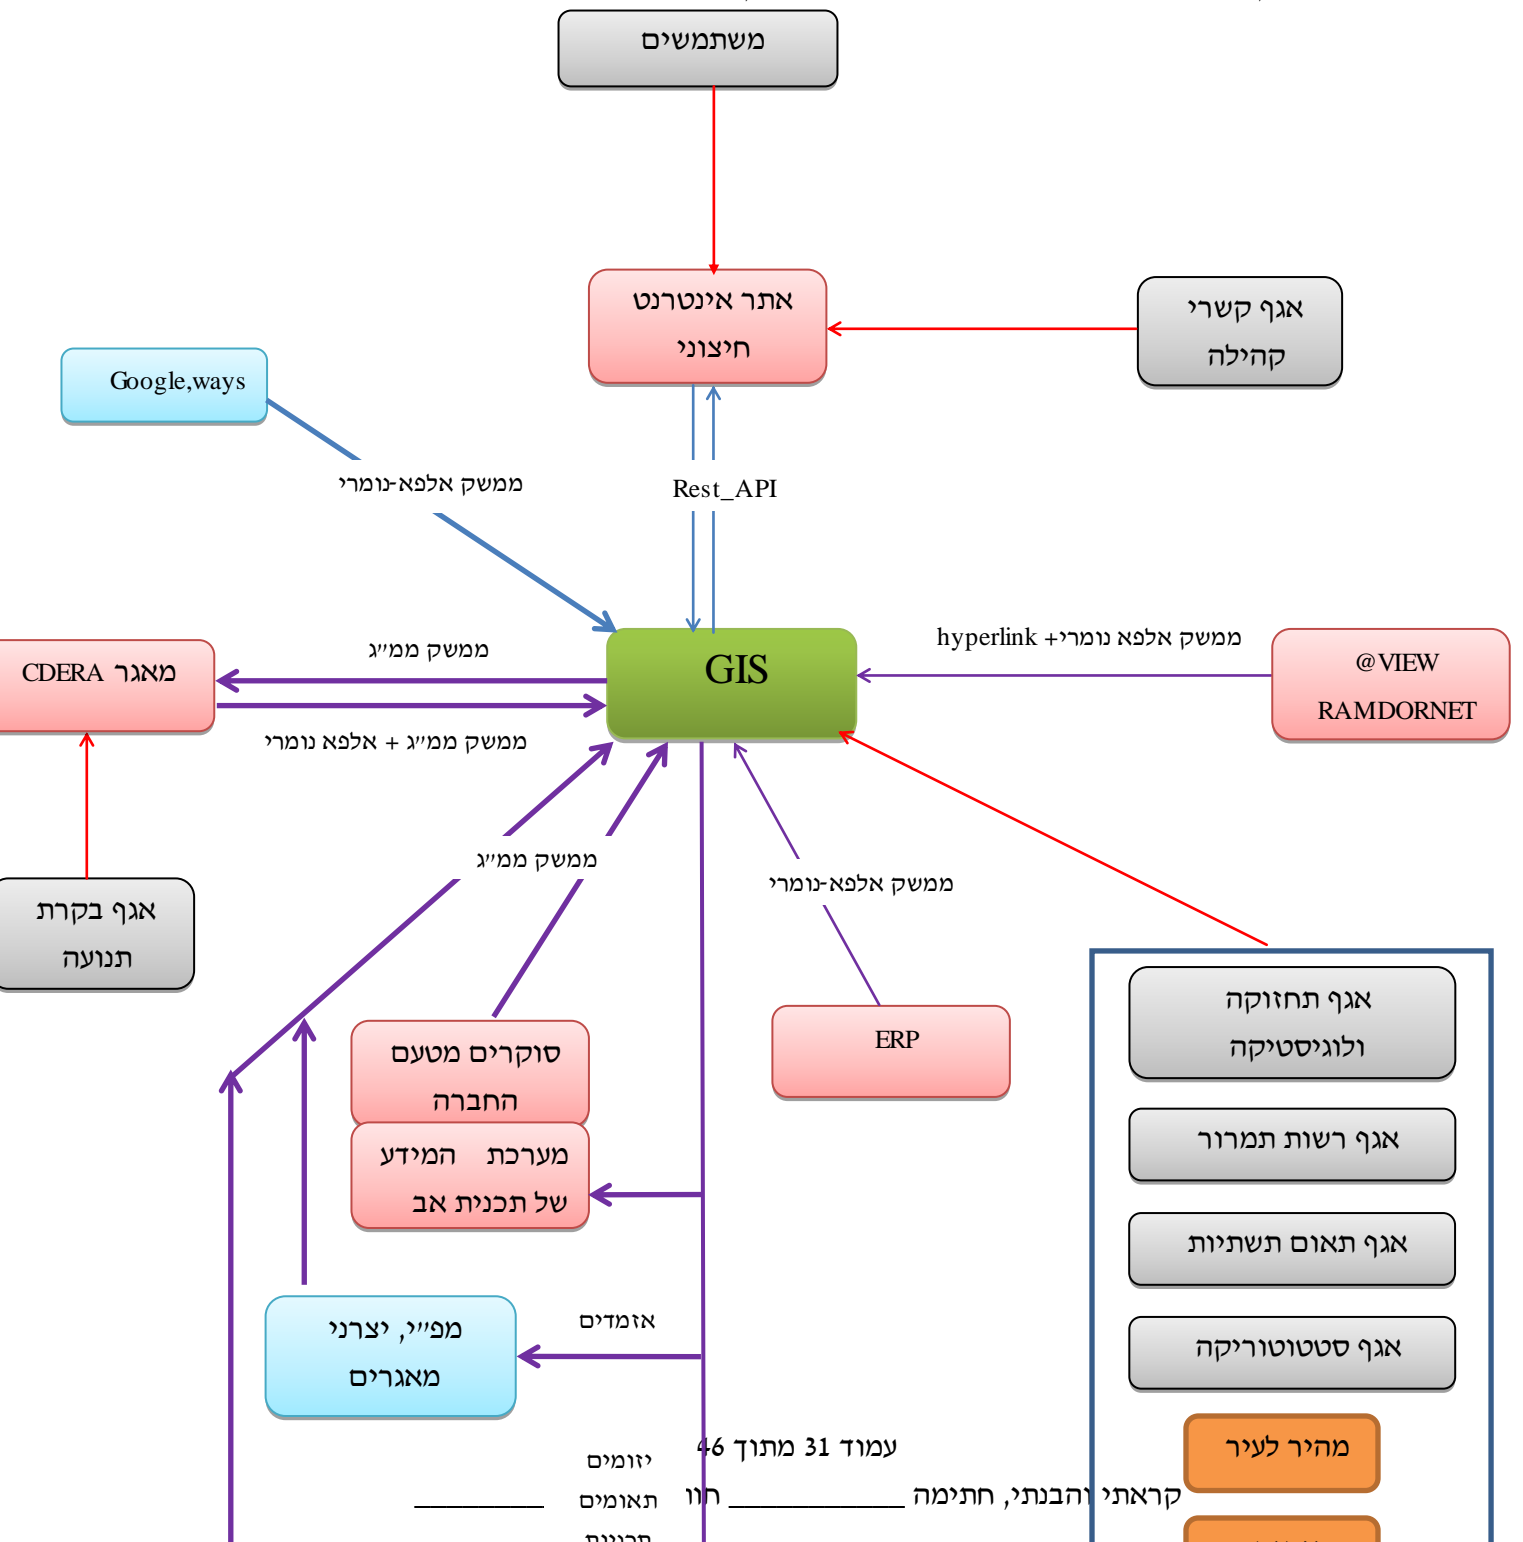 משתמשים
אתר אינטרנט
חיצוני
אגף קשרי
קהילה
Google,ways
ממשק אלפא-נומרי
Rest_API
ממשק ממ״ג
GIS
ממשק אלפא נומרי+ hyperlink
@VIEW
RAMDORNET
מאגר CDERA
ממשק ממ״ג + אלפא נומרי
ממשק ממ״ג
ממשק אלפא-נומרי
אגף בקרת
תנועה
סוקרים מטעם
החברה
מערכת המידע
של תכנית אב
ERP
אגף תחזוקה
ולוגיסטיקה
אגף רשות תמרור
אגף תאום תשתיות
אגף סטטוטוריקה
אזמדים
מפ״י, יצרני
מאגרים
מהיר לעיר
עמוד 31 מתוך 46
יזומים
קראתי והבנתי, חתימה _____________
תאומים